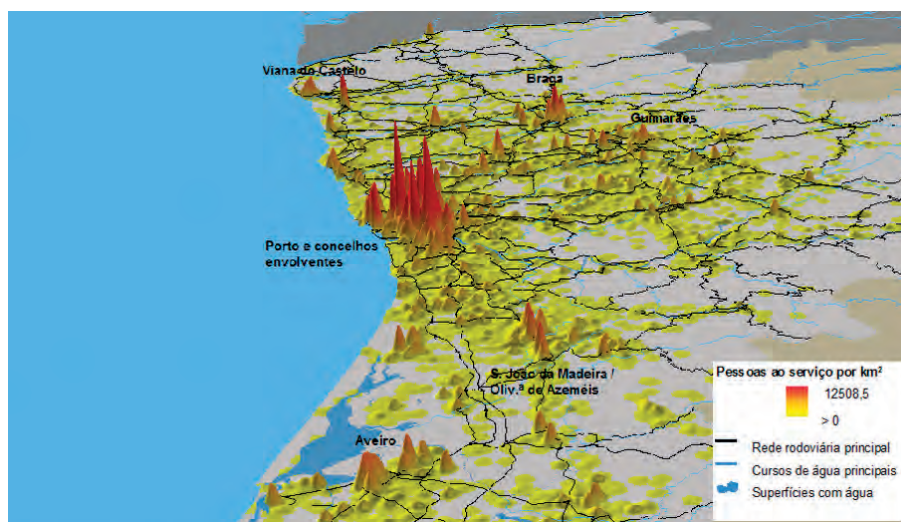 Viana do Castelo
Braga
Guimarães
Porto e concelhos
envolventes
S. João da Madeira /
Oliv.ª de Azeméis
Aveiro
Pessoas ao serviço por km²
12508,5
> 0
Rede rodoviária principal
Cursos de água principais
Superfícies com água